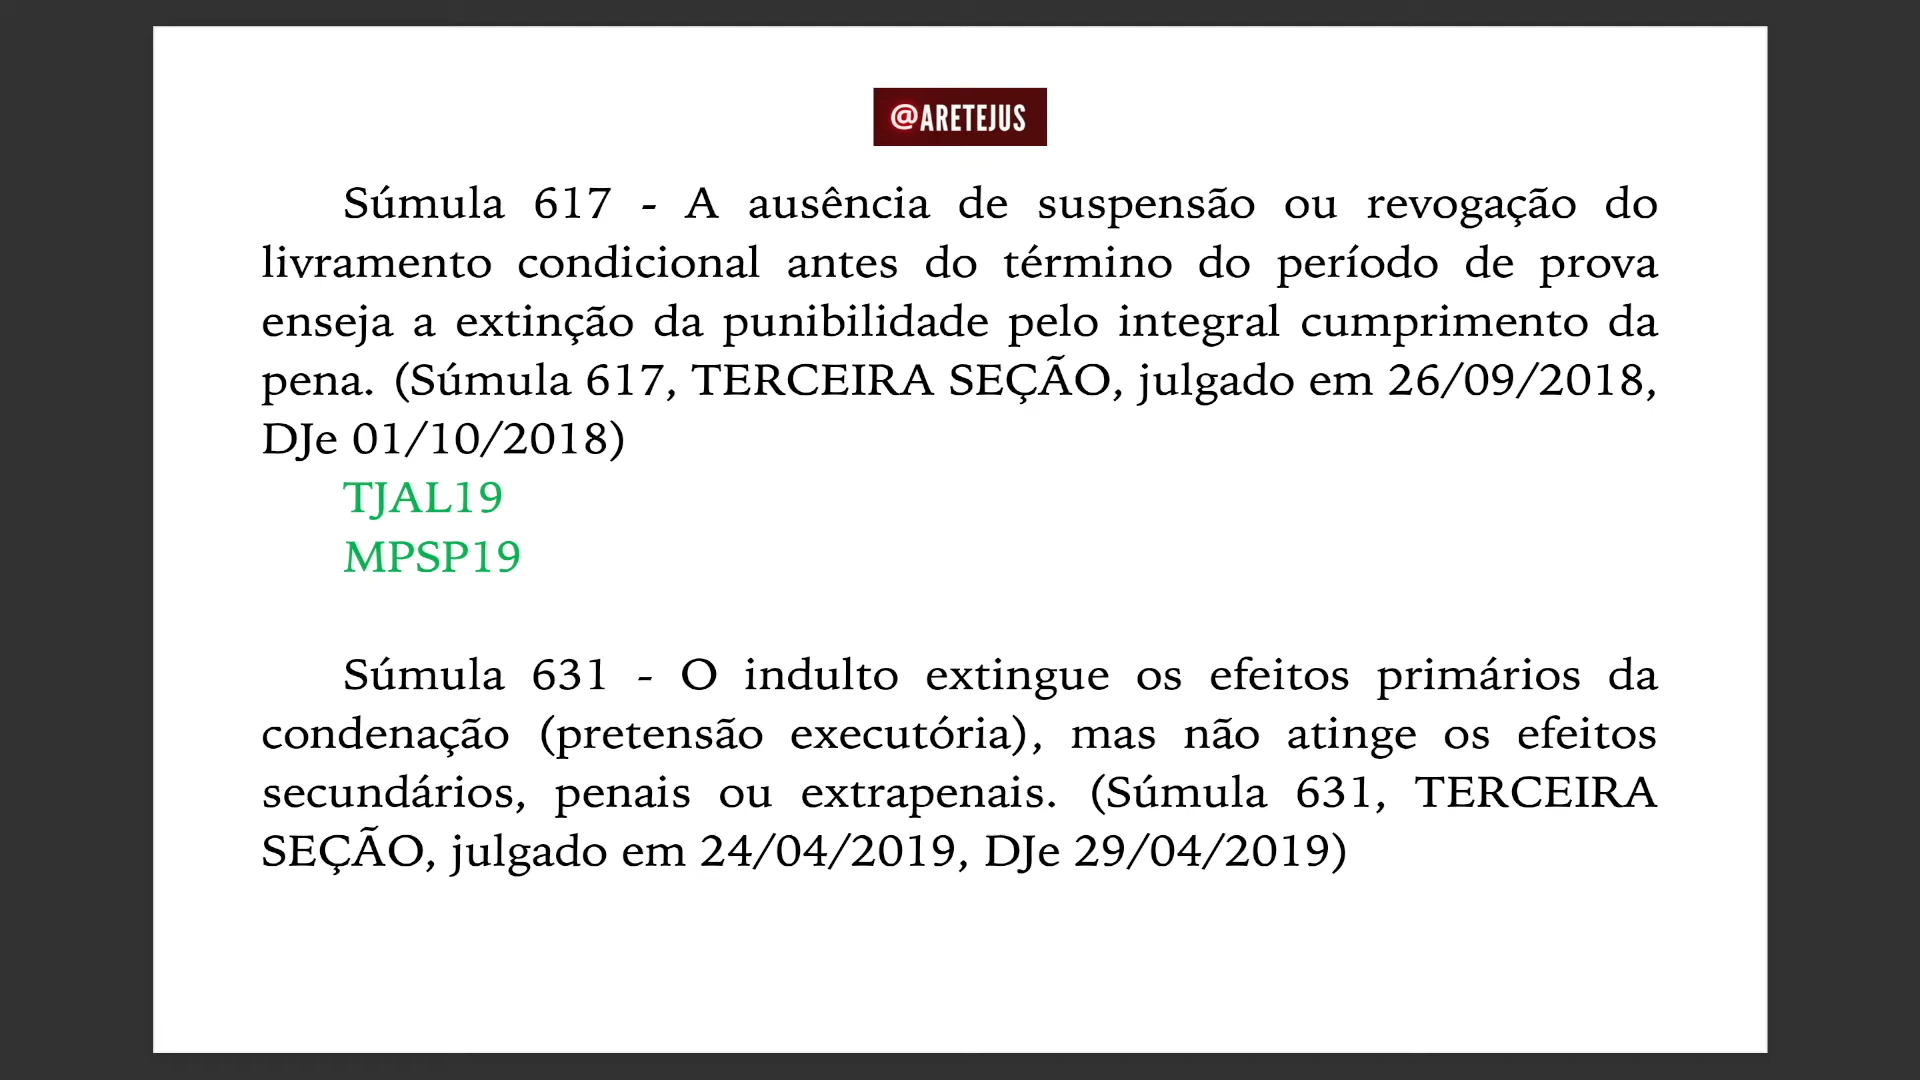 @ARETEJUS
Súmula 617 - A ausência de suspensão ou revogação do
livramento condicional antes do término do período de prova
enseja a extinção da punibilidade pelo integral cumprimento da
pena. (Súmula 617, TERCEIRA SEÇÃO, julgado em 26/09/2018,
DJe 01/10/2018)
TJAL19
MPSP19
Súmula 631 - O indulto extingue os efeitos primários da
condenação (pretensão executória), mas não atinge os efeitos
secundários, penais ou extrapenais. (Súmula 631, TERCEIRA
SEÇÃO, julgado em 24/04/2019, DJe 29/04/2019)